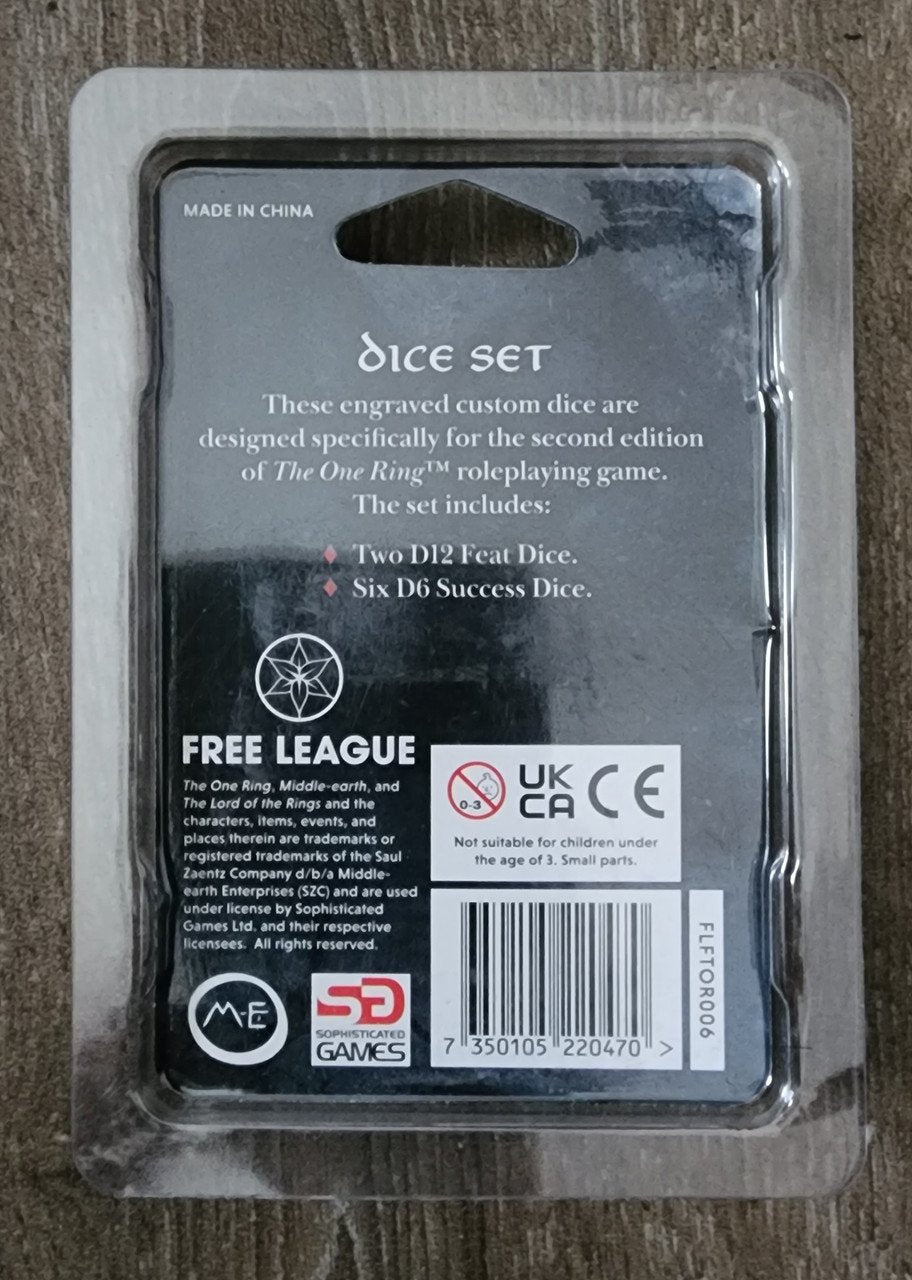 MADE IN CHINA
DICE SET
These engraved custom dice are
designed specifically for the second edition
of The One Ring™ roleplaying game.
The set includes:
♦ Two D12 Feat Dice.
♦ Six D6 Success Dice.
FREE LEAGUE
The One Ring, Middle-earth, and
The Lord of the Rings and the
characters, items, events, and
places therein are trademarks or
registered trademarks of the Saul
Zaentz Company d/b/a Middle-
earth Enterprises (SZC) and are used
under license by Sophisticated
Games Ltd. and their respective
licensees. All rights reserved.
M-E
SG
SOPHISTICATED
GAMES
0-3
UK
CA CE
Not suitable for children under
the age of 3. Small parts.
7 350105 220470 >
FLFTOR006